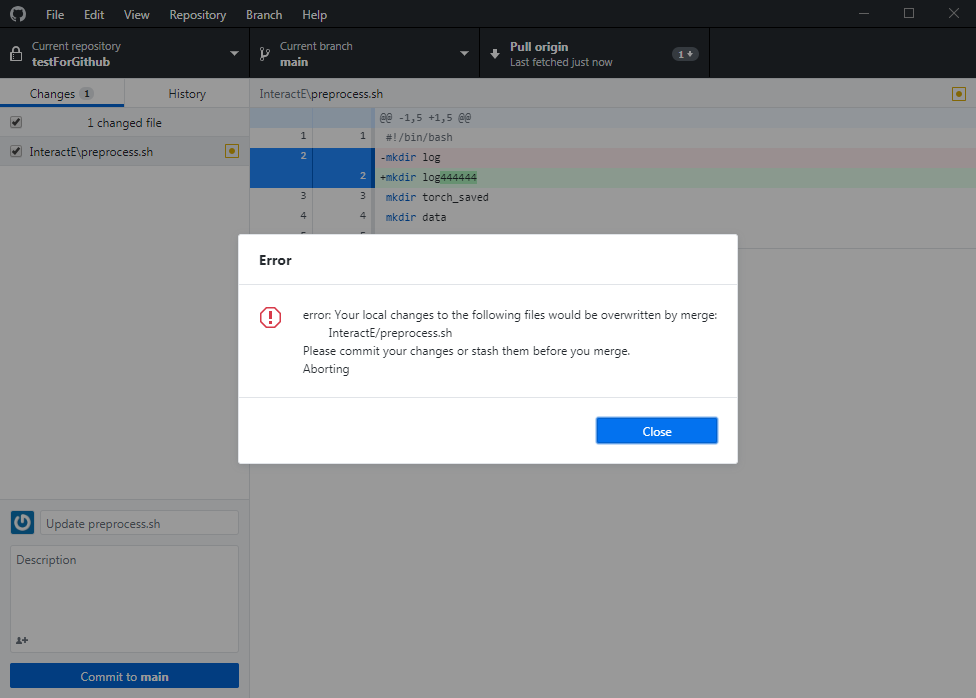 File Edit View Repository Branch Help
Current repository
testForGithub
Current branch
main
Pull origin
Last fetched just now
1
Changes 1
History
InteractE\preprocess.sh
1 changed file
InteractE\preprocess.sh
@@ -1,5 +1,5 @@
1 1 #!/bin/bash
2 -mkdir log
2 +mkdir log444444
3 3 mkdir torch_saved
4 4 mkdir data
Error
error: Your local changes to the following files would be overwritten by merge:
InteractE/preprocess.sh
Please commit your changes or stash them before you merge.
Aborting
Close
Update preprocess.sh
Description
Commit to main